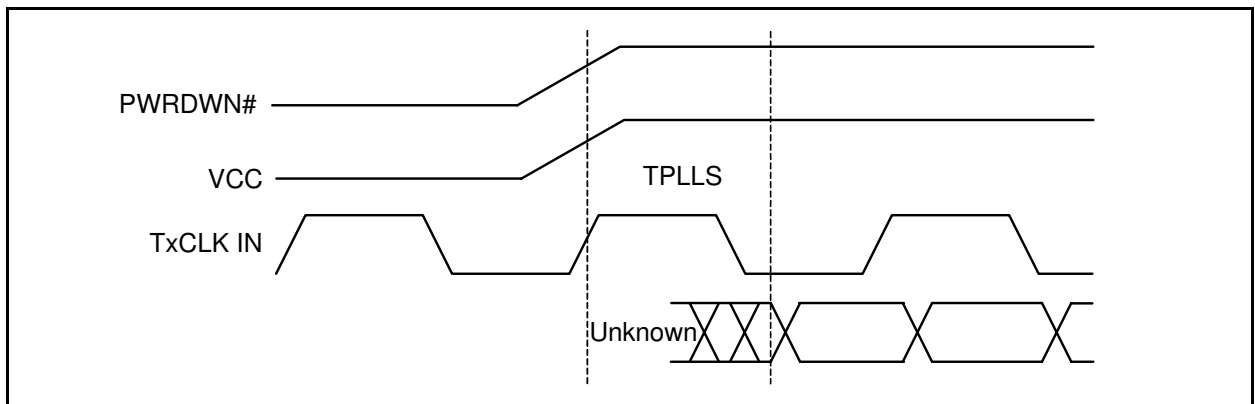 PWRDWN#
VCC
TPLLS
TxCLK IN
Unknown